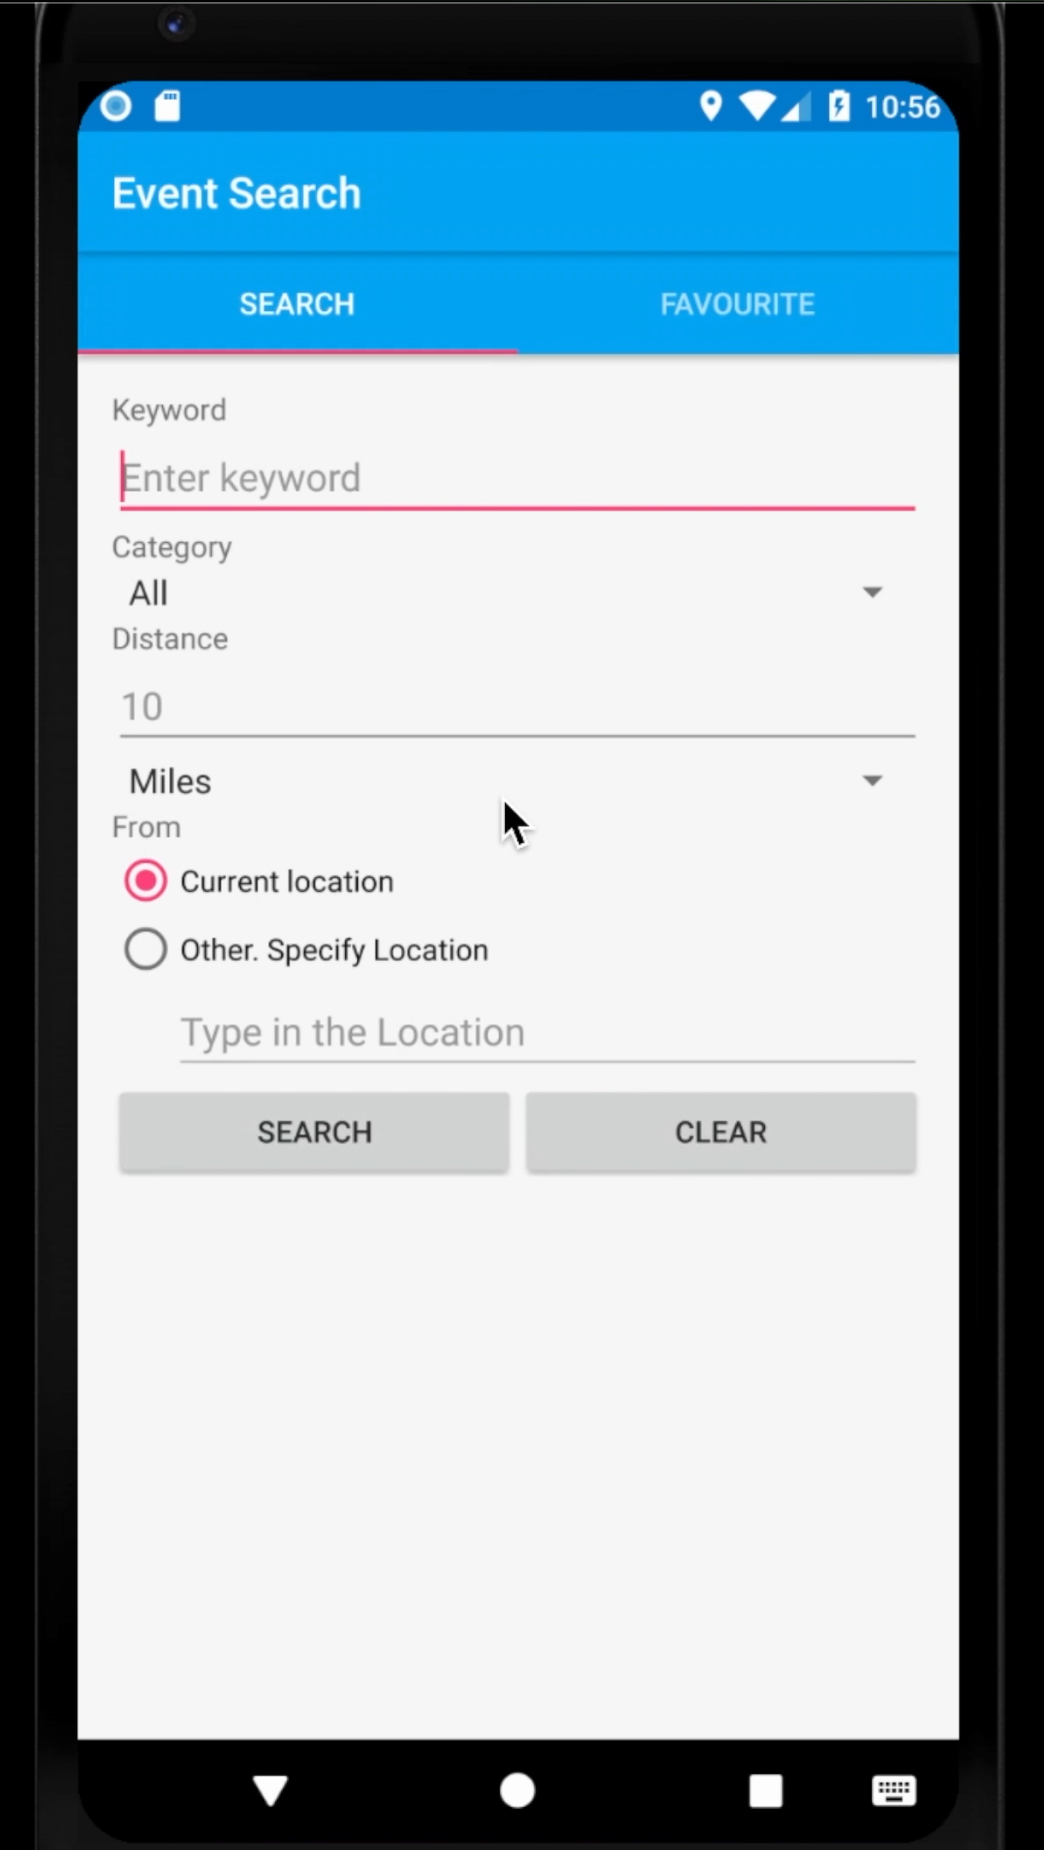 10:56
Event Search
SEARCH FAVOURITE
Keyword
Enter keyword
Category
All
Distance
10
Miles
From
Current location
Other. Specify Location
Type in the Location
SEARCH CLEAR